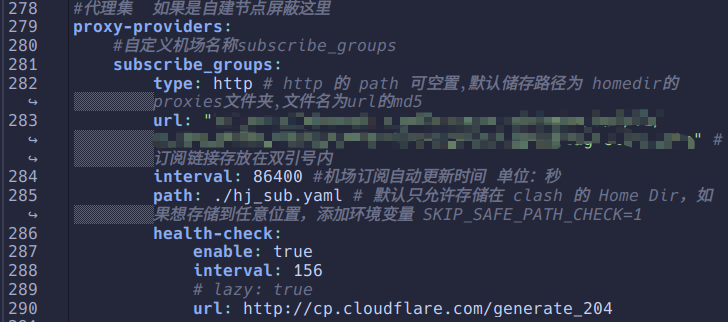 278 #代理集 如果是自建节点屏蔽这里
279 proxy-providers:
280 #自定义机场名称subscribe_groups
281 subscribe_groups:
282 type: http # http 的 path 可空置,默认储存路径为 homedir的
↪ proxies文件夹,文件名为url的md5
283 url: "
↪ " #
↪ 订阅链接存放在双引号内
284 interval: 86400 #机场订阅自动更新时间 单位：秒
285 path: ./hj_sub.yaml # 默认只允许存储在 clash 的 Home Dir，如
↪ 果想存储到任意位置，添加环境变量 SKIP_SAFE_PATH_CHECK=1
286 health-check:
287 enable: true
288 interval: 156
289 # lazy: true
290 url: http://cp.cloudflare.com/generate_204